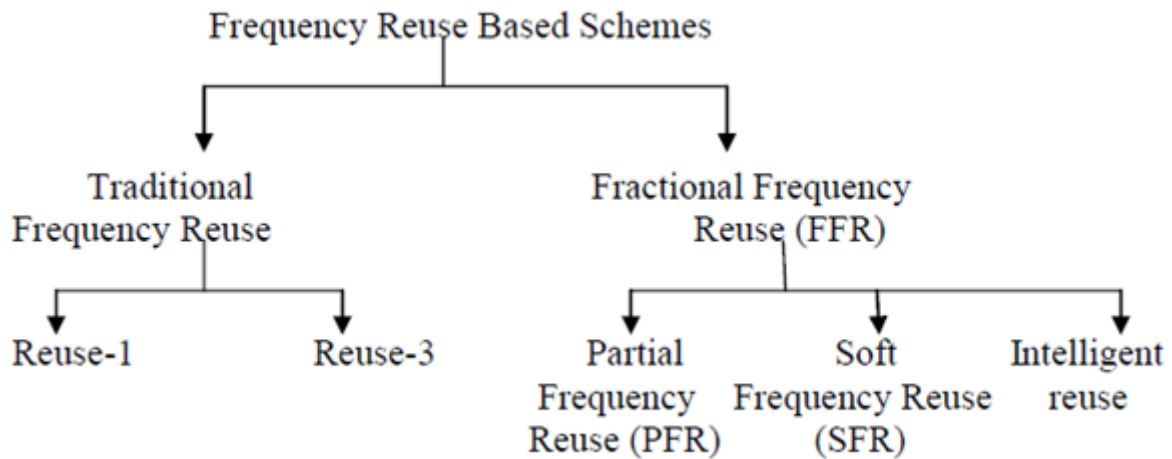 Frequency Reuse Based Schemes
Traditional
Frequency Reuse
Fractional Frequency
Reuse (FFR)
Reuse-1
Reuse-3
Partial
Frequency
Reuse (PFR)
Soft
Frequency Reuse
(SFR)
Intelligent
reuse